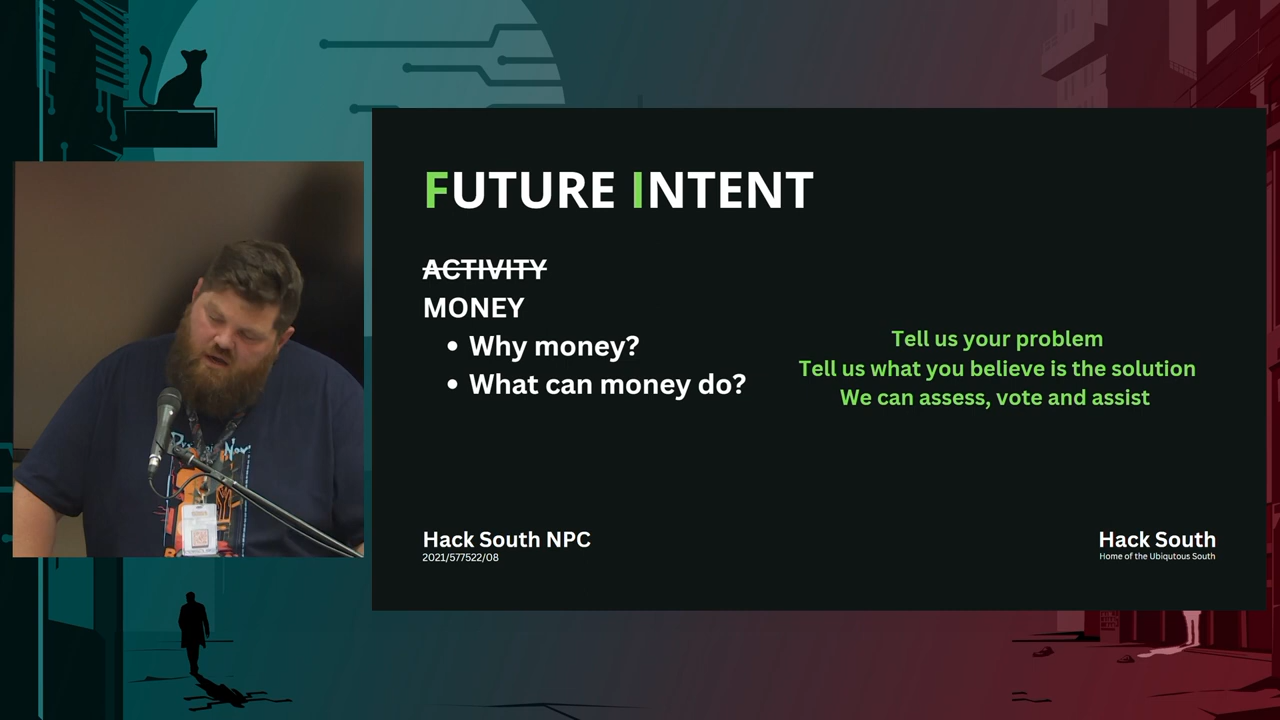 FUTURE INTENT
ACTIVITY
MONEY
• Why money?
• What can money do?
Tell us your problem
Tell us what you believe is the solution
We can assess, vote and assist
Hack South NPC
2021/577522/08
Hack South
Home of the Ubiqutous South